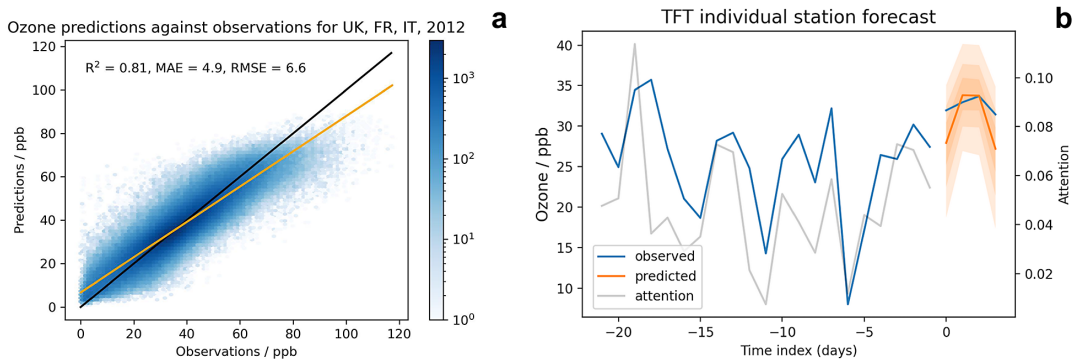 Ozone predictions against observations for UK, FR, IT, 2012
a
R² = 0.81, MAE = 4.9, RMSE = 6.6
Predictions / ppb
120
100
80
60
40
20
0
0 20 40 60 80 100 120
Observations / ppb
10³
10²
10¹
10⁰
TFT individual station forecast
b
Ozone / ppb
40
35
30
25
20
15
10
observed
predicted
attention
−20 −15 −10 −5 0
Time index (days)
0.10
0.08
0.06
0.04
0.02
Attention